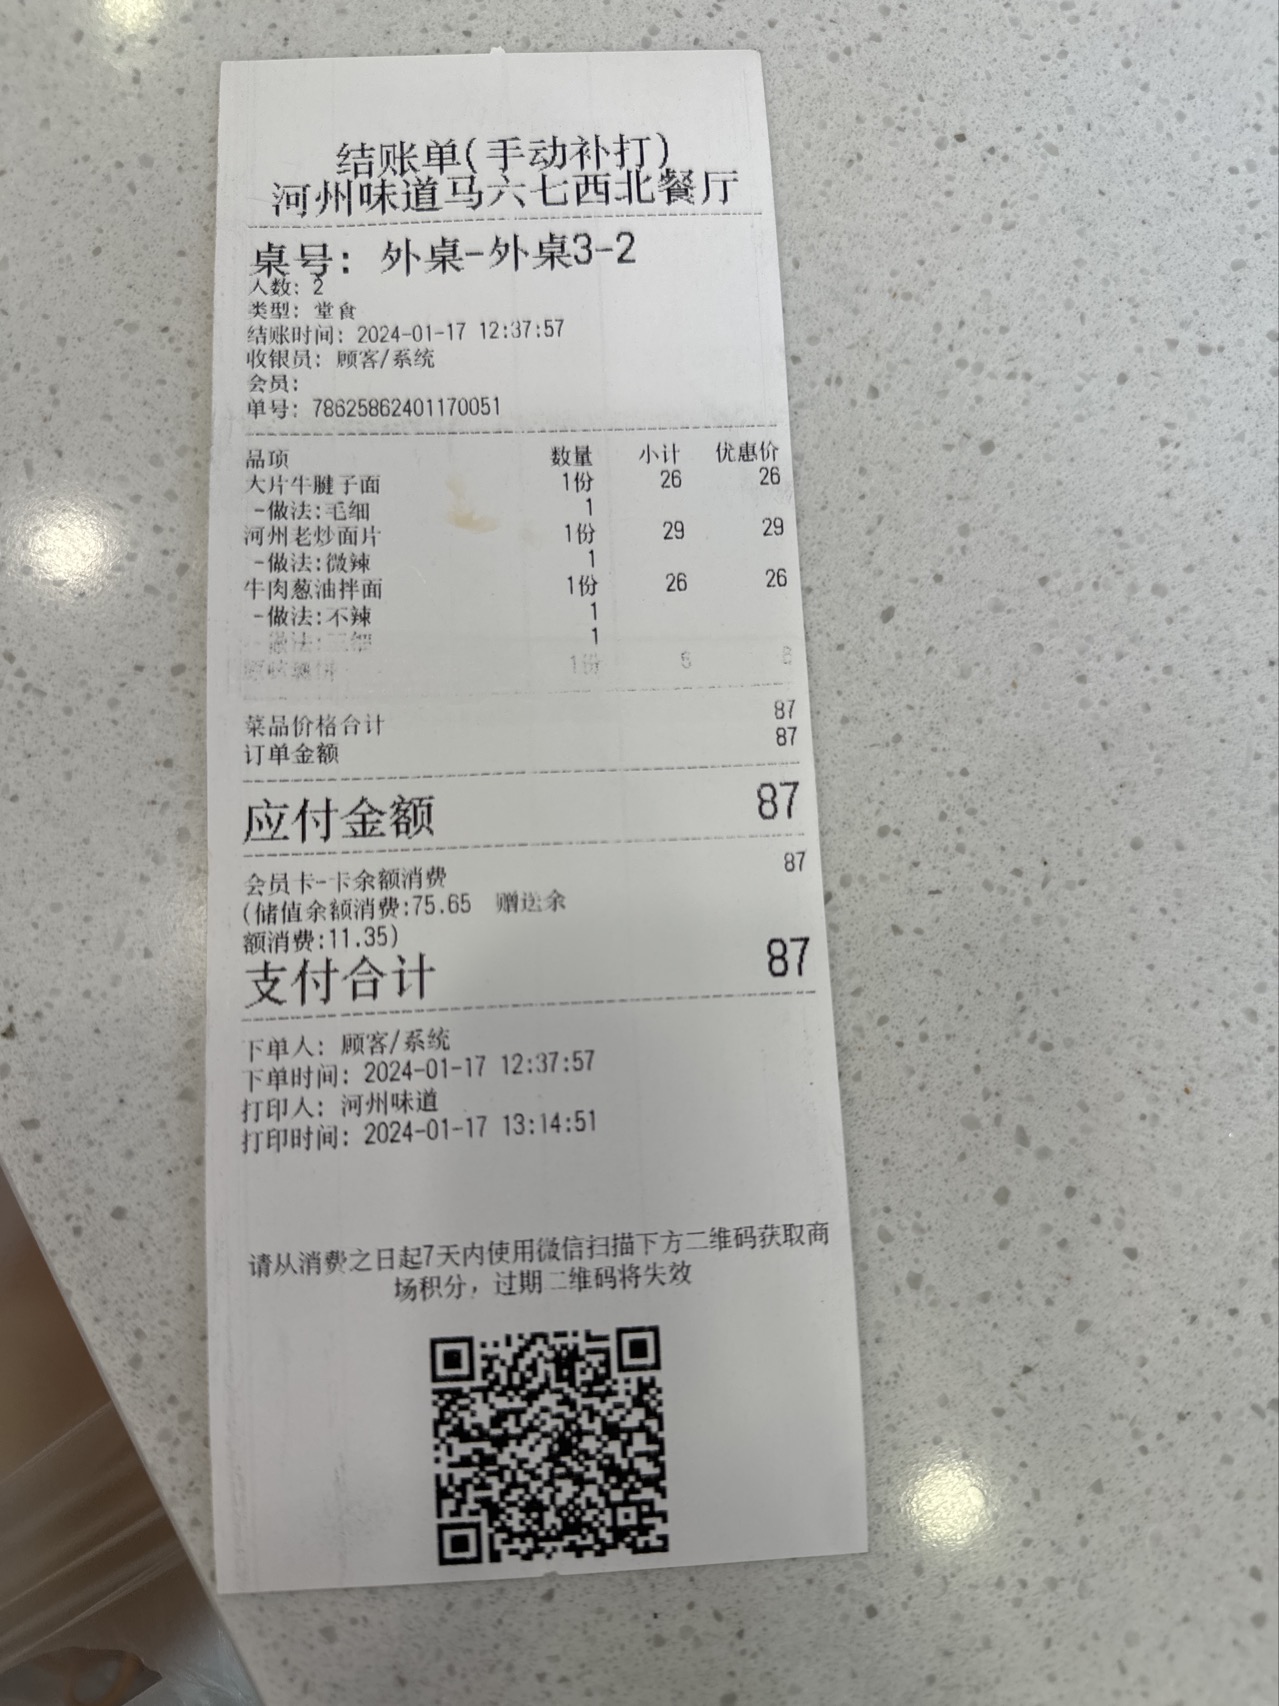 结账单(手动补打)
河州味道马六七西北餐厅
桌号: 外桌-外桌3-2
人数: 2
类型: 堂食
结账时间: 2024-01-17 12:37:57
收银员: 顾客/系统
会员:
单号: 78625862401170051
品项 数量 小计 优惠价
大片牛腱子面 1份 26 26
-做法:毛细 1
河州老炒面片 1份 29 29
-做法:微辣 1
牛肉葱油拌面 1份 26 26
-做法:不辣 1
做法: 1
1份 6 6
菜品价格合计 87
订单金额 87
应付金额 87
会员卡-卡余额消费 87
(储值余额消费:75.65 赠送余
额消费:11.35)
支付合计 87
下单人: 顾客/系统
下单时间: 2024-01-17 12:37:57
打印人: 河州味道
打印时间: 2024-01-17 13:14:51
请从消费之日起7天内使用微信扫描下方二维码获取商
场积分，过期二维码将失效